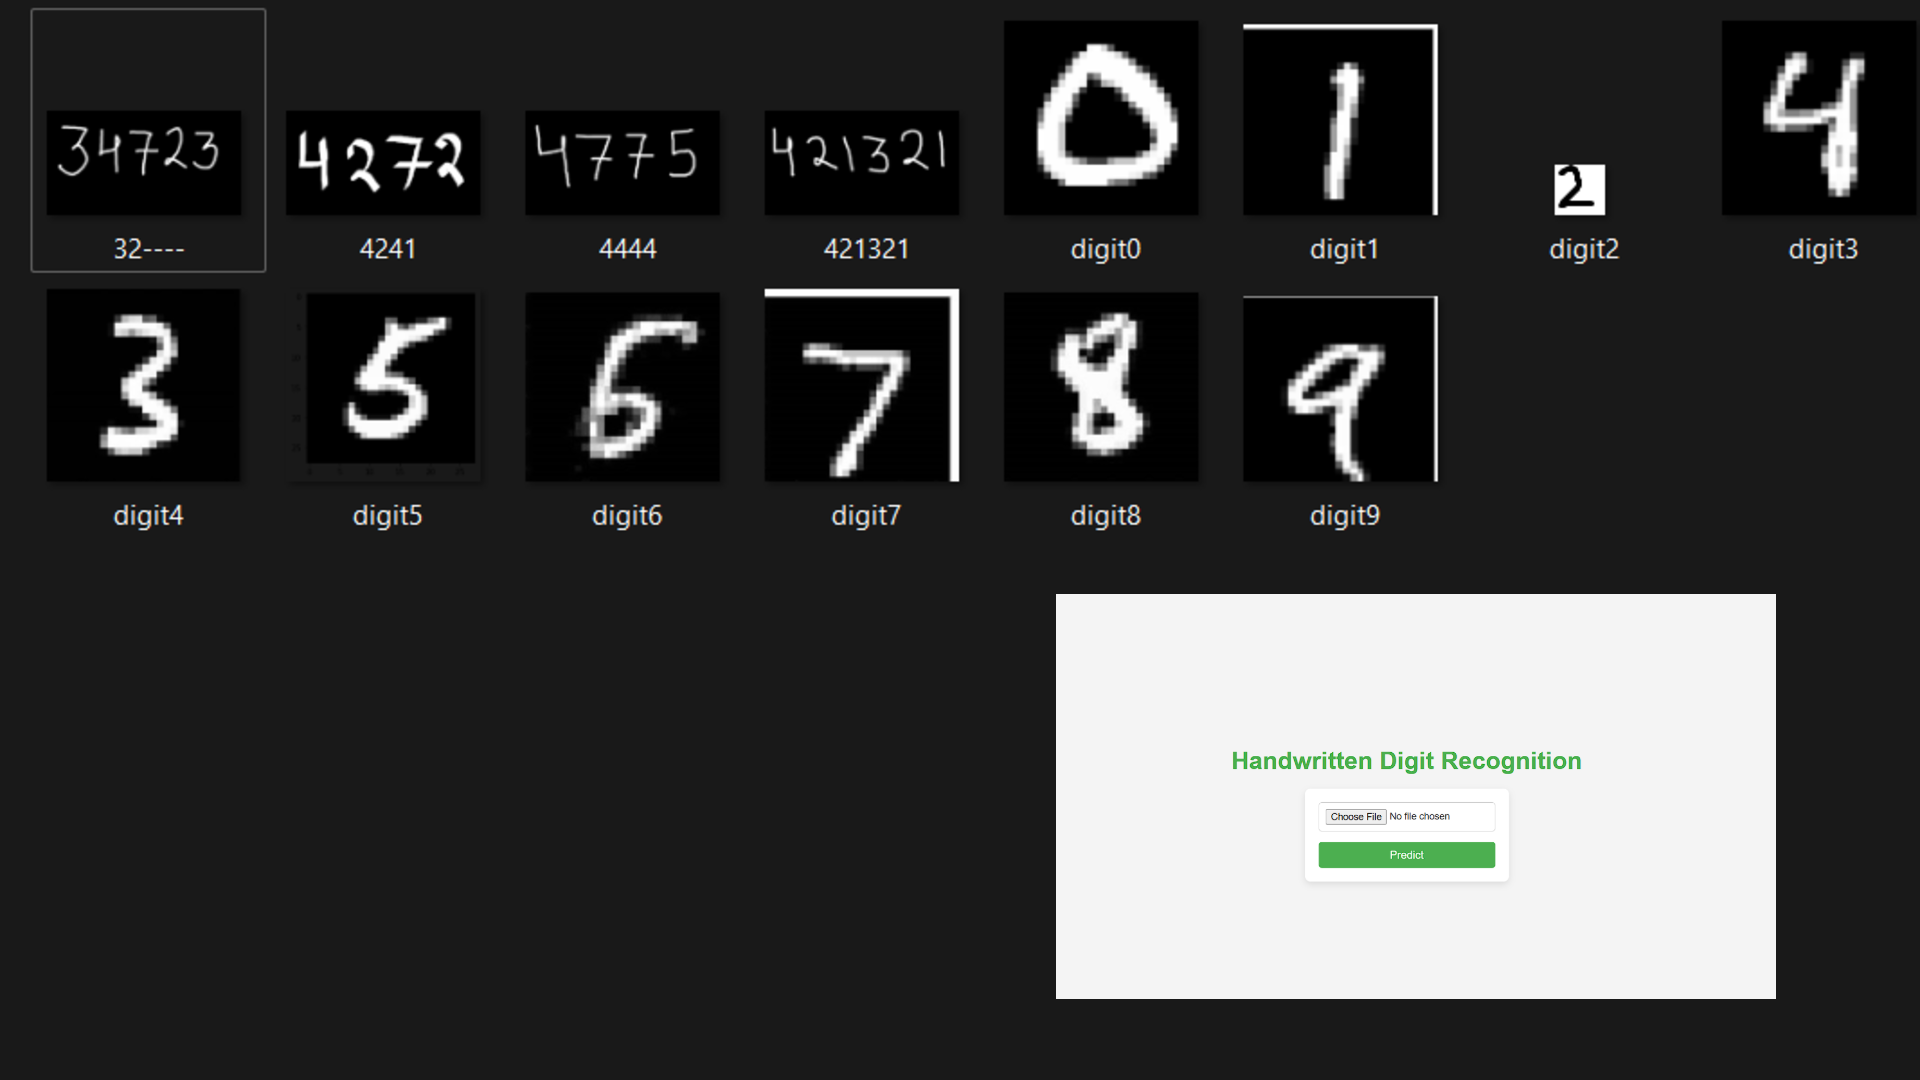 34723 4272 4775 421321 0 1 2 4
32---- 4241 4444 421321 digit0 digit1 digit2 digit3
3 5 6 7 8 9
digit4 digit5 digit6 digit7 digit8 digit9
Handwritten Digit Recognition
Choose File No file chosen
Predict